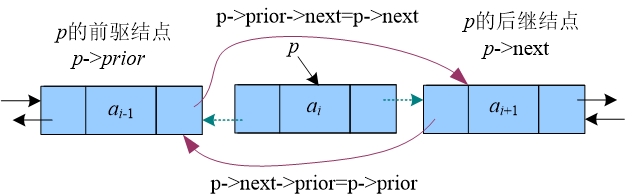 p->prior->next=p->next
p的前驱结点
p->prior
p
p的后继结点
p->next
ai-1
ai
ai+1
p->next->prior=p->prior